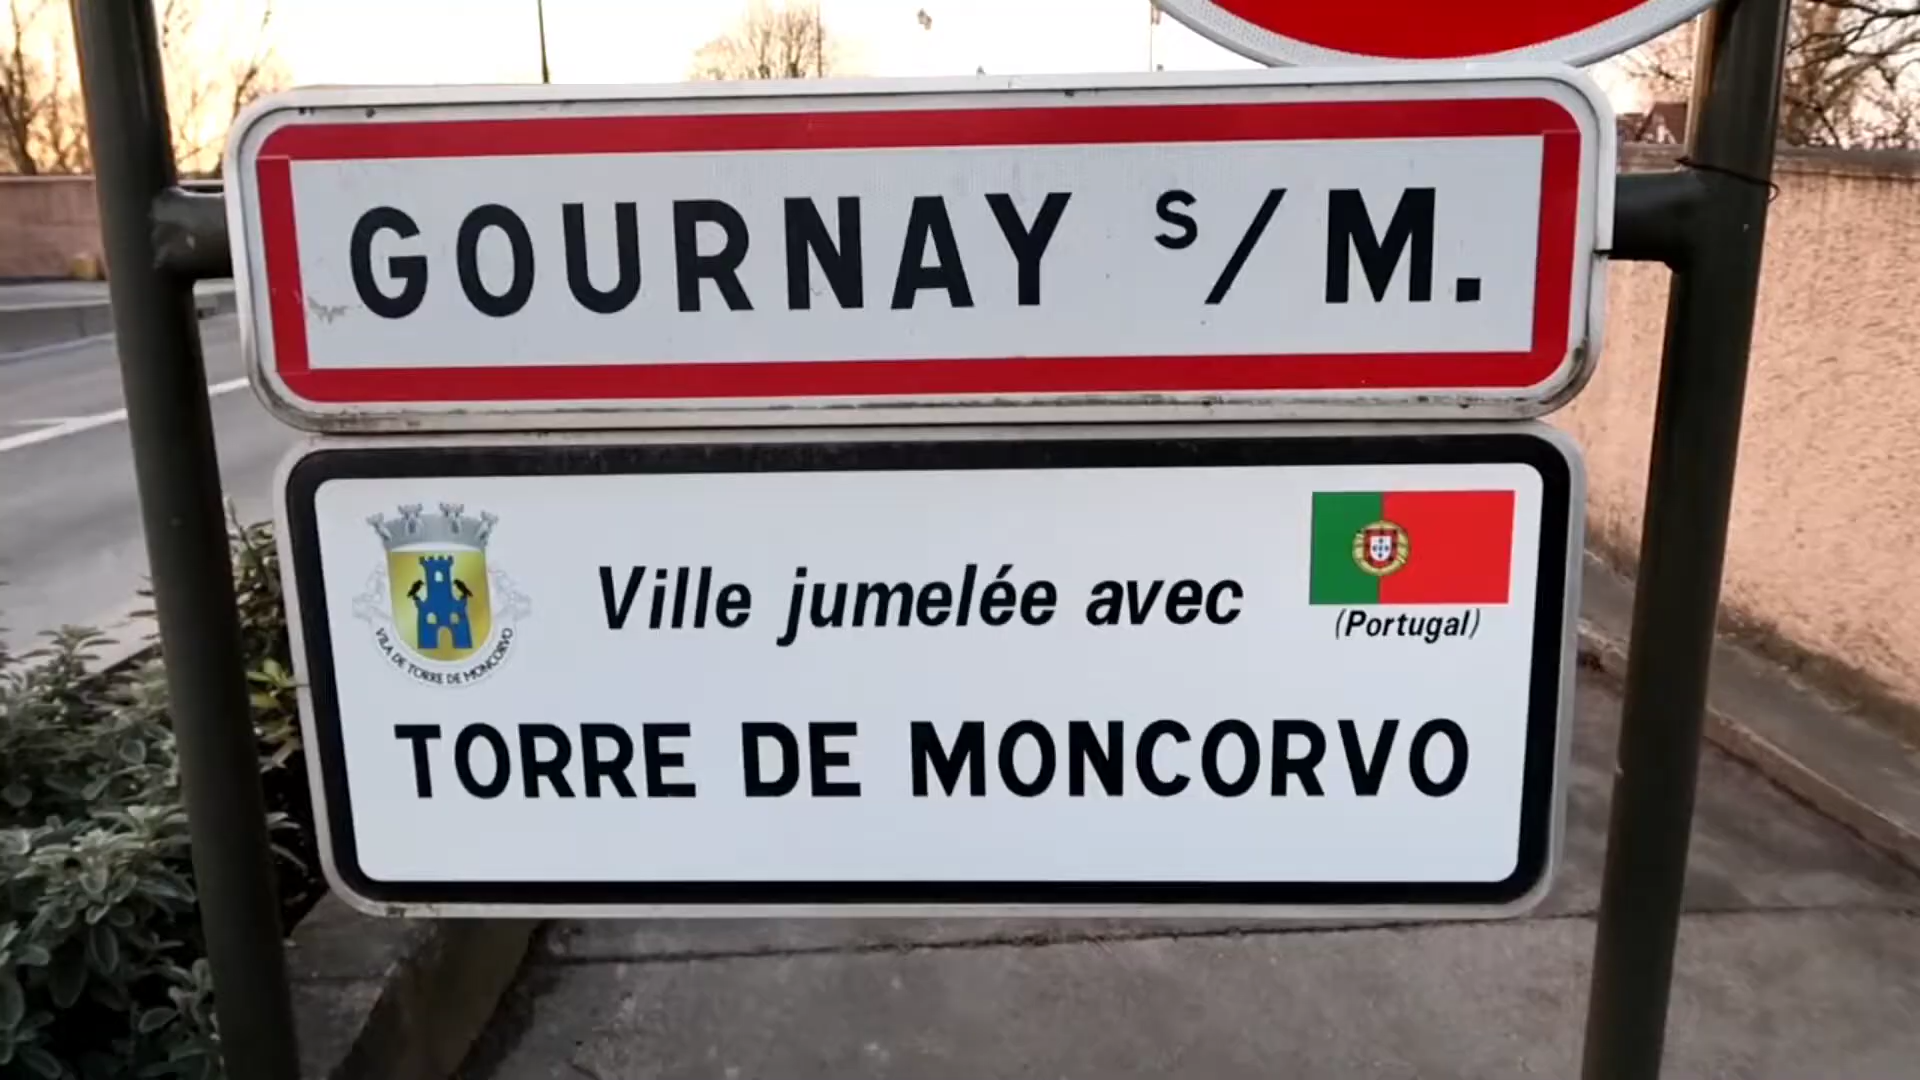 GOURNAY s/M.
Ville jumelée avec
(Portugal)
VILA DE TORRE DE MONCORVO
TORRE DE MONCORVO